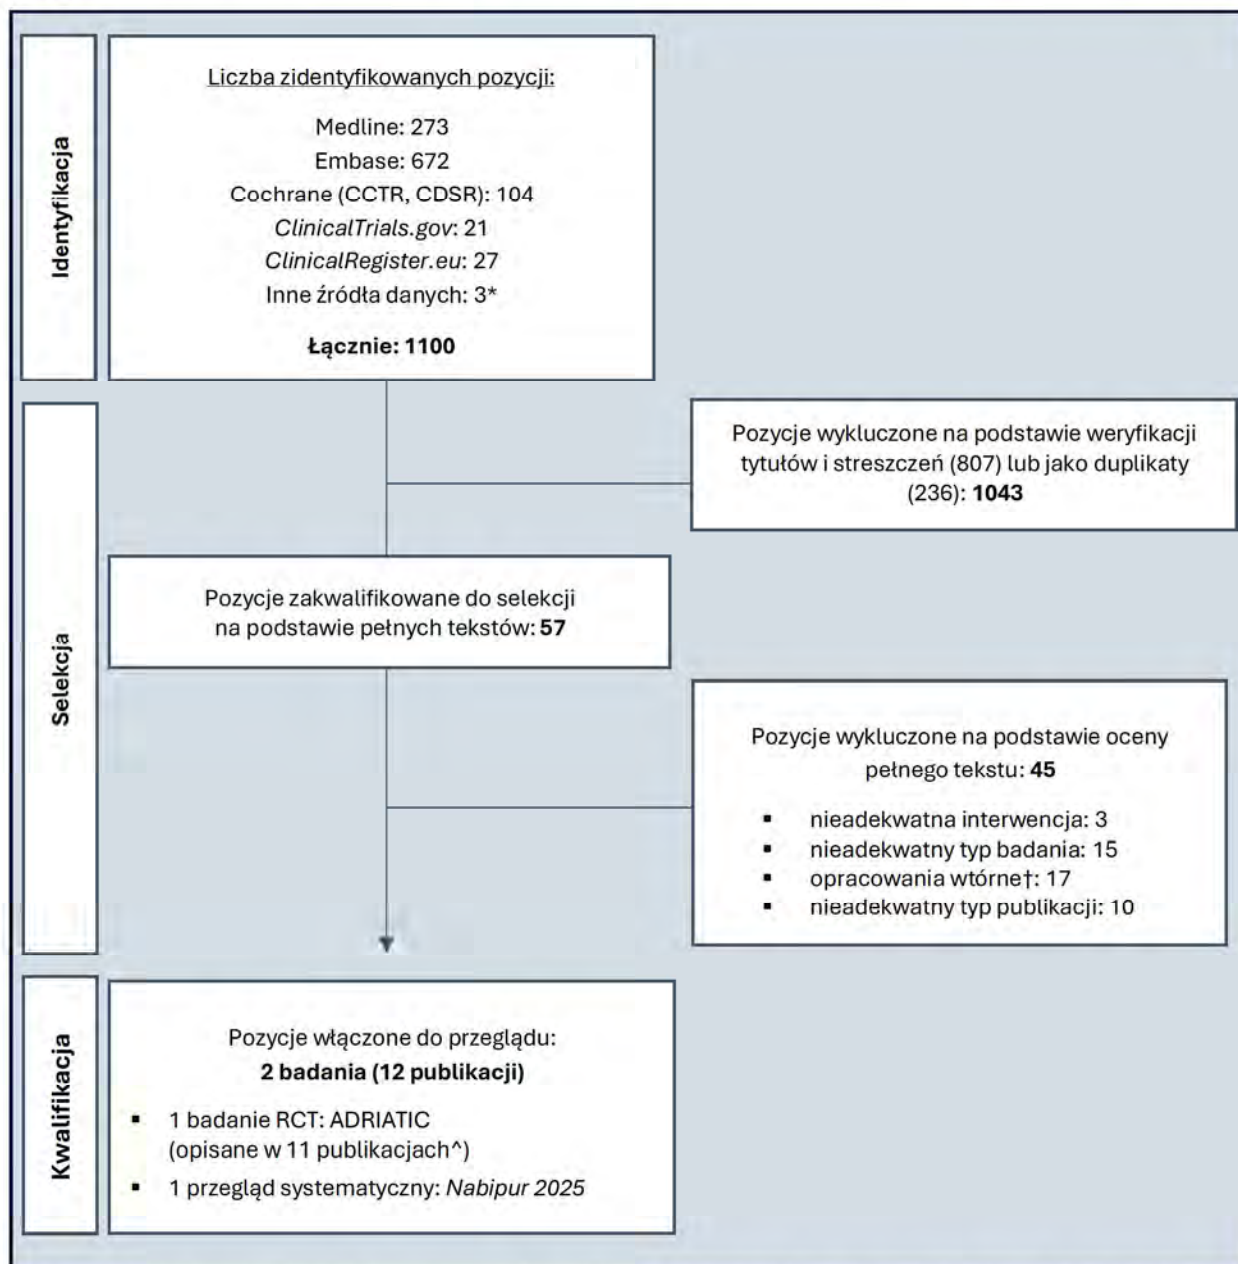 Identyfikacja
Liczba zidentyfikowanych pozycji:
Medline: 273
Embase: 672
Cochrane (CCTR, CDSR): 104
ClinicalTrials.gov: 21
ClinicalRegister.eu: 27
Inne źródła danych: 3*
Łącznie: 1100
Selekcja
Pozycje wykluczone na podstawie weryfikacji
tytułów i streszczeń (807) lub jako duplikaty
(236): 1043
Pozycje zakwalifikowane do selekcji
na podstawie pełnych tekstów: 57
Pozycje wykluczone na podstawie oceny
pełnego tekstu: 45
▪ nieadekwatna interwencja: 3
▪ nieadekwatny typ badania: 15
▪ opracowania wtórne†: 17
▪ nieadekwatny typ publikacji: 10
Kwalifikacja
Pozycje włączone do przeglądu:
2 badania (12 publikacji)
▪ 1 badanie RCT: ADRIATIC
(opisane w 11 publikacjach^)
▪ 1 przegląd systematyczny: Nabipur 2025